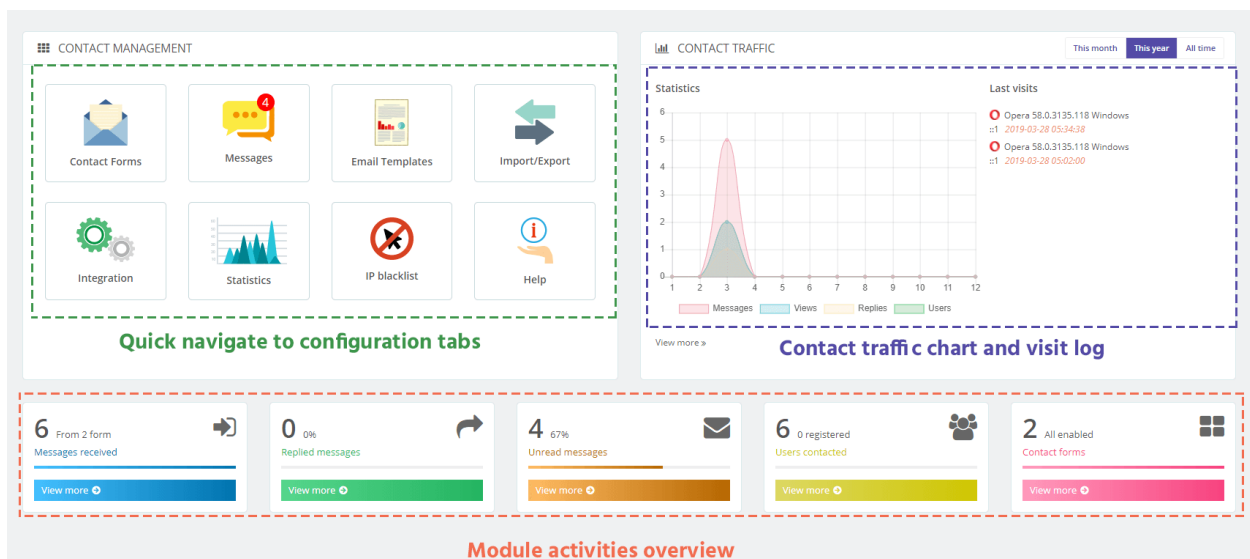 CONTACT MANAGEMENT
Contact Forms
4
Messages
Email Templates
Import/Export
Integration
Statistics
IP blacklist
Help
Quick navigate to configuration tabs
CONTACT TRAFFIC
This month This year All time
Statistics
6
5
4
3
2
1
0
1 2 3 4 5 6 7 8 9 10 11 12
Messages Views Replies Users
Last visits
Opera 58.0.3135.118 Windows
::1 2019-03-28 05:34:38
Opera 58.0.3135.118 Windows
::1 2019-03-28 05:02:00
View more »
Contact traffic chart and visit log
6 From 2 form
Messages received
View more
0 0%
Replied messages
View more
4 67%
Unread messages
View more
6 0 registered
Users contacted
View more
2 All enabled
Contact forms
View more
Module activities overview